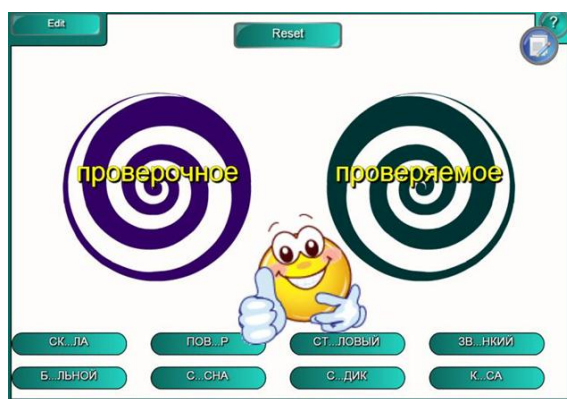 Edit
Reset
?
проверочное проверяемое
СК...ЛА ПОВ...Р СТ...ЛОВЫЙ ЗВ...НКИЙ
Б...ЛЬНОЙ С...СНА С...ДИК К...СА